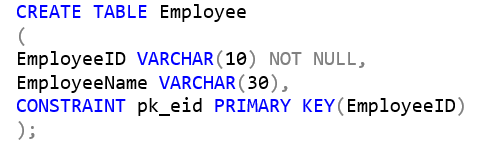 CREATE TABLE Employee
(
EmployeeID VARCHAR(10) NOT NULL,
EmployeeName VARCHAR(30),
CONSTRAINT pk_eid PRIMARY KEY(EmployeeID)
);